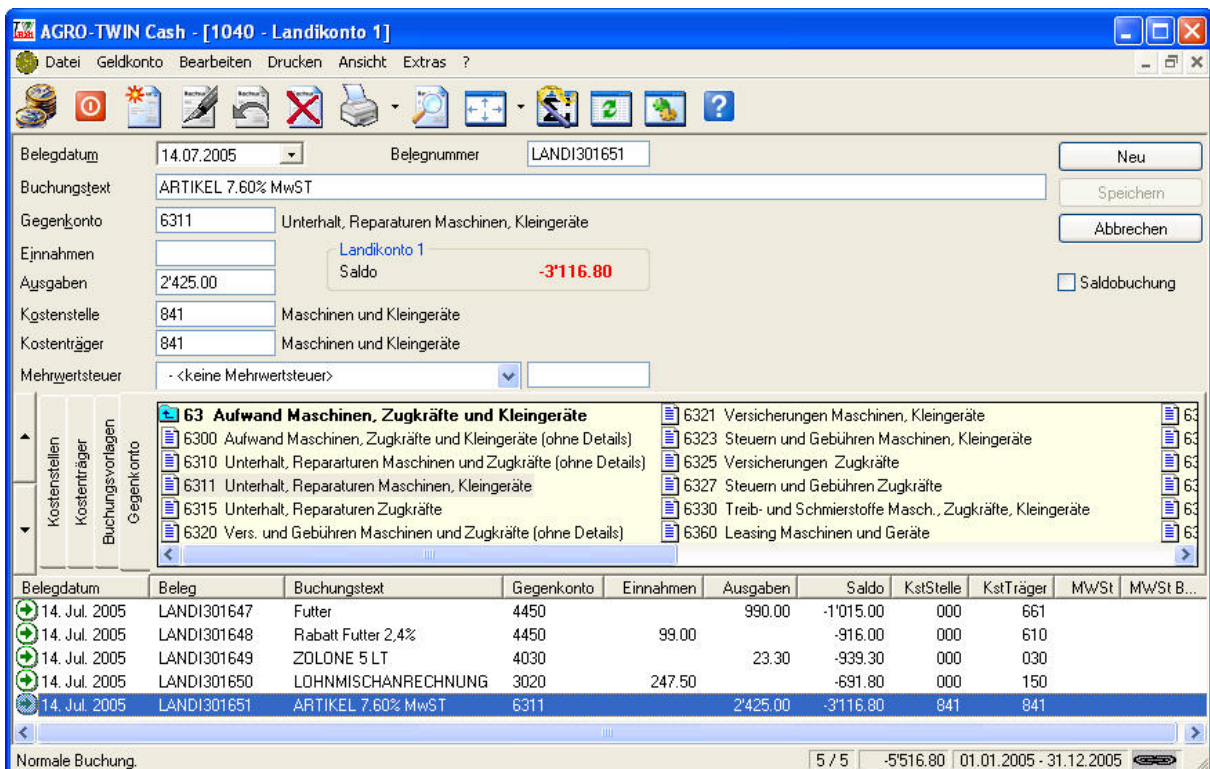 AGRO-TWIN Cash - [1040 - Landikonto 1]
Datei Geldkonto Bearbeiten Drucken Ansicht Extras ?
Belegdatum 14.07.2005 Belegnummer LANDI301651 Neu
Buchungstext ARTIKEL 7.60% MwST Speichern
Gegenkonto 6311 Unterhalt, Reparaturen Maschinen, Kleingeräte Abbrechen
Einnahmen Landikonto 1
Saldo -3'116.80
Ausgaben 2'425.00 Saldobuchung
Kostenstelle 841 Maschinen und Kleingeräte
Kostenträger 841 Maschinen und Kleingeräte
Mehrwertsteuer - <keine Mehrwertsteuer>
Kostenstellen
Kostenträger
Buchungsvorlagen
Gegenkonto
63 Aufwand Maschinen, Zugkräfte und Kleingeräte
6300 Aufwand Maschinen, Zugkräfte und Kleingeräte (ohne Details)
6310 Unterhalt, Repararturen Maschinen und Zugkräfte (ohne Details)
6311 Unterhalt, Reparaturen Maschinen, Kleingeräte
6315 Unterhalt, Reparaturen Zugkräfte
6320 Vers. und Gebühren Maschinen und Zugkräfte (ohne Details)
6321 Versicherungen Maschinen, Kleingeräte
6323 Steuern und Gebühren Maschinen, Kleingeräte
6325 Versicherungen Zugkräfte
6327 Steuern und Gebühren Zugkräfte
6330 Treib- und Schmierstoffe Masch., Zugkräfte, Kleingeräte
6360 Leasing Maschinen und Geräte
Belegdatum Beleg Buchungstext Gegenkonto Einnahmen Ausgaben Saldo KstStelle KstTräger MWSt MWSt B...
14. Jul. 2005 LANDI301647 Futter 4450 990.00 -1'015.00 000 661
14. Jul. 2005 LANDI301648 Rabatt Futter 2,4% 4450 99.00 -916.00 000 610
14. Jul. 2005 LANDI301649 ZOLONE 5 LT 4030 23.30 -939.30 000 030
14. Jul. 2005 LANDI301650 LOHNMISCHANRECHNUNG 3020 247.50 -691.80 000 150
14. Jul. 2005 LANDI301651 ARTIKEL 7.60% MwST 6311 2'425.00 -3'116.80 841 841
Normale Buchung. 5 / 5 -5'516.80 01.01.2005 - 31.12.2005